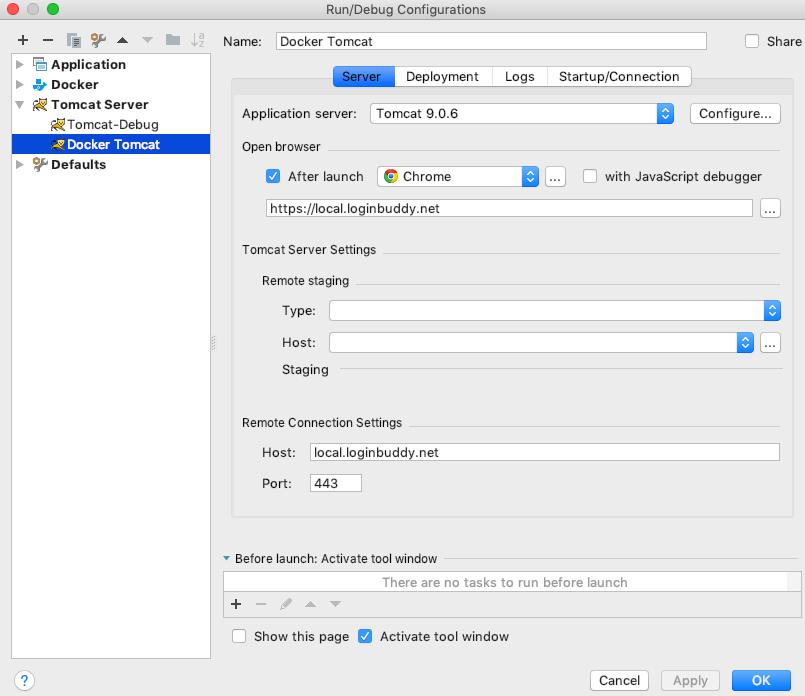 Run/Debug Configurations
Name: Docker Tomcat Share
Application
Docker
Tomcat Server
Tomcat-Debug
Docker Tomcat
Defaults
Server Deployment Logs Startup/Connection
Application server: Tomcat 9.0.6 Configure...
Open browser
After launch Chrome ... with JavaScript debugger
https://local.loginbuddy.net ...
Tomcat Server Settings
Remote staging
Type:
Host: ...
Staging
Remote Connection Settings
Host: local.loginbuddy.net
Port: 443
Before launch: Activate tool window
There are no tasks to run before launch
Show this page Activate tool window
? Cancel Apply OK